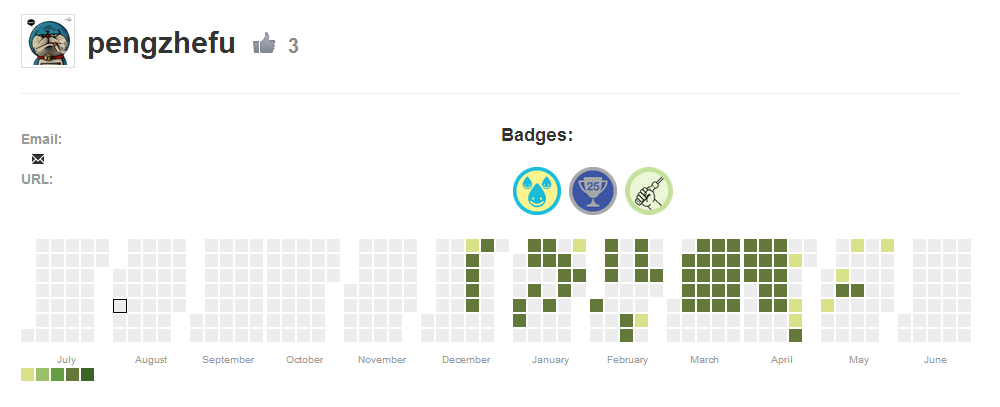 pengzhefu 3
Email:
Badges:
URL:
25
July August September October November December January February March April May June